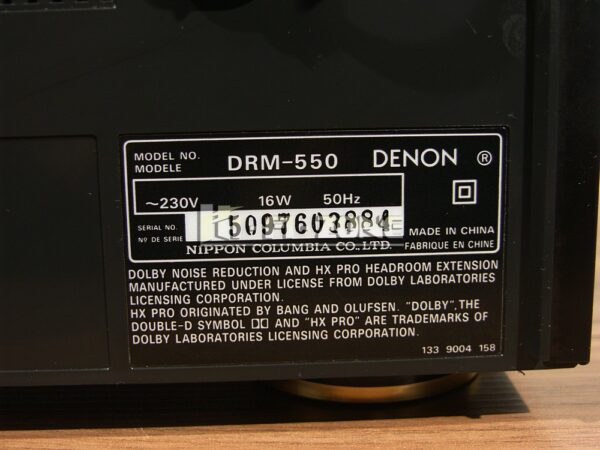 MODEL NO. DRM-550 DENON ®
MODELE
~230V 16W 50Hz
SERIAL NO. 5097603884 MADE IN CHINA
Nº DE SERIE FABRIQUE EN CHINE
NIPPON COLUMBIA CO., LTD.
DOLBY NOISE REDUCTION AND HX PRO HEADROOM EXTENSION
MANUFACTURED UNDER LICENSE FROM DOLBY LABORATORIES
LICENSING CORPORATION.
HX PRO ORIGINATED BY BANG AND OLUFSEN. "DOLBY", THE
DOUBLE-D SYMBOL AND "HX PRO" ARE TRADEMARKS OF
DOLBY LABORATORIES LICENSING CORPORATION.
133 9004 158